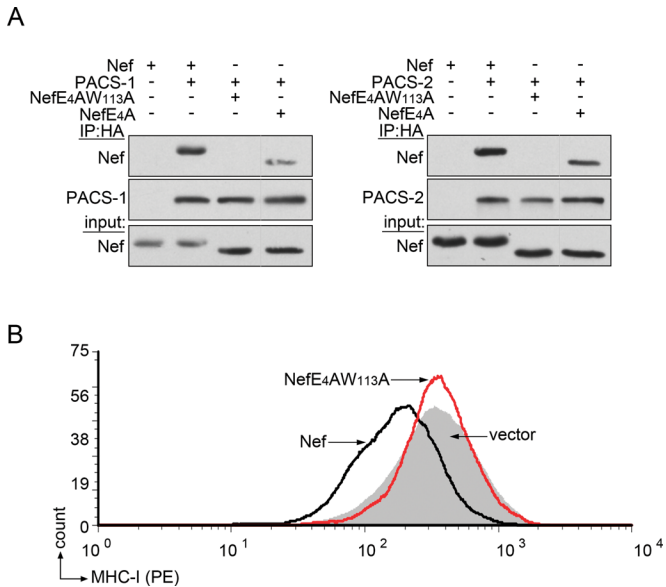 A
Nef + + - -
PACS-1 - + + +
NefE4AW113A - - + -
NefE4A - - - +
IP:HA
Nef
PACS-1
input:
Nef
Nef + + - -
PACS-2 - + + +
NefE4AW113A - - + -
NefE4A - - - +
IP:HA
Nef
PACS-2
input:
Nef
B
75
56
38
19
0
count
NefE4AW113A
Nef
vector
10^0 10^1 10^2 10^3 10^4
MHC-I (PE)